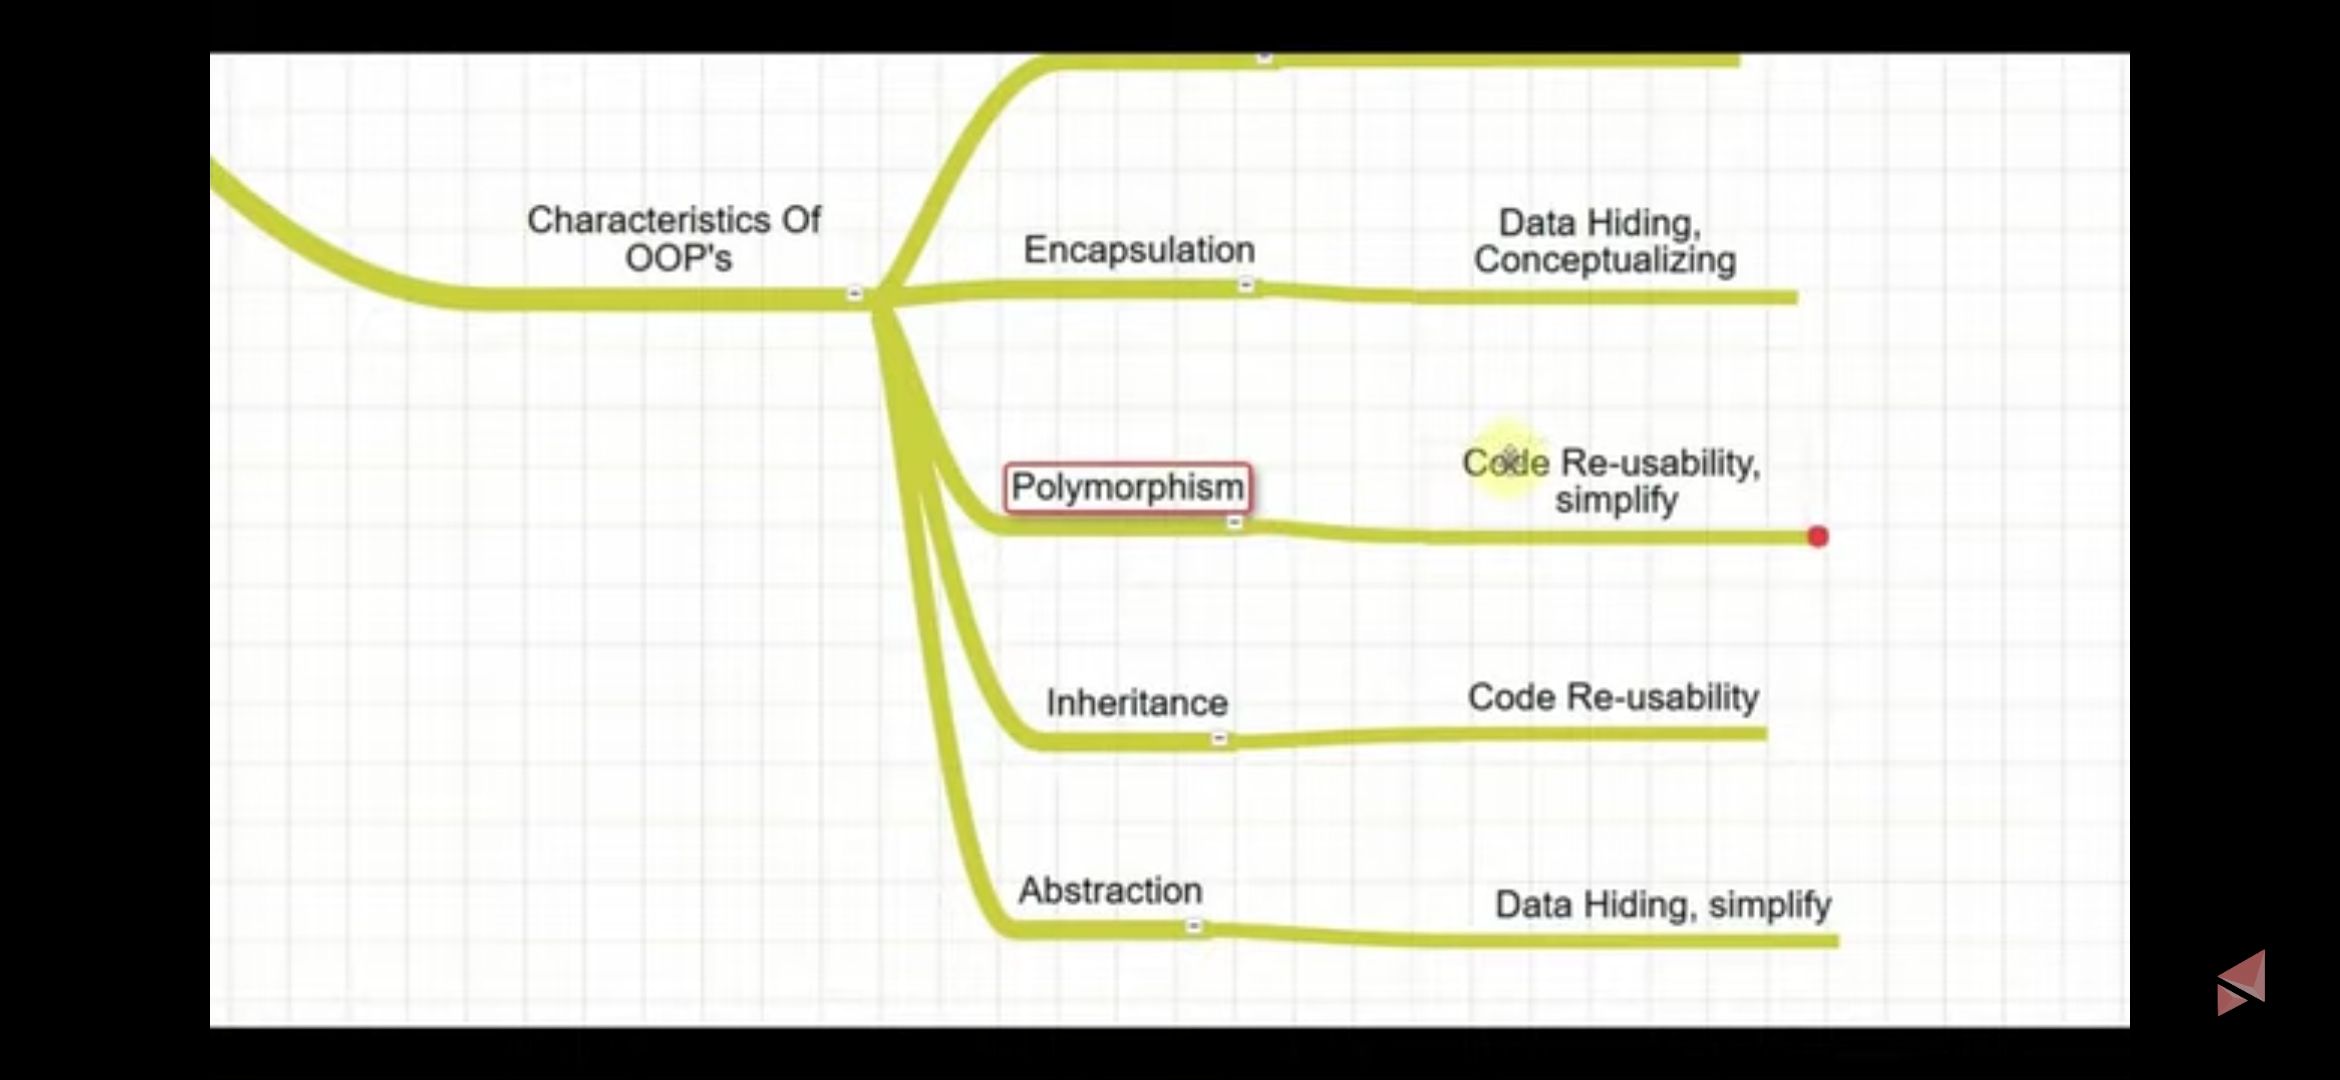 Characteristics Of
OOP's
Encapsulation
Data Hiding,
Conceptualizing
Polymorphism
Code Re-usability,
simplify
Inheritance
Code Re-usability
Abstraction
Data Hiding, simplify